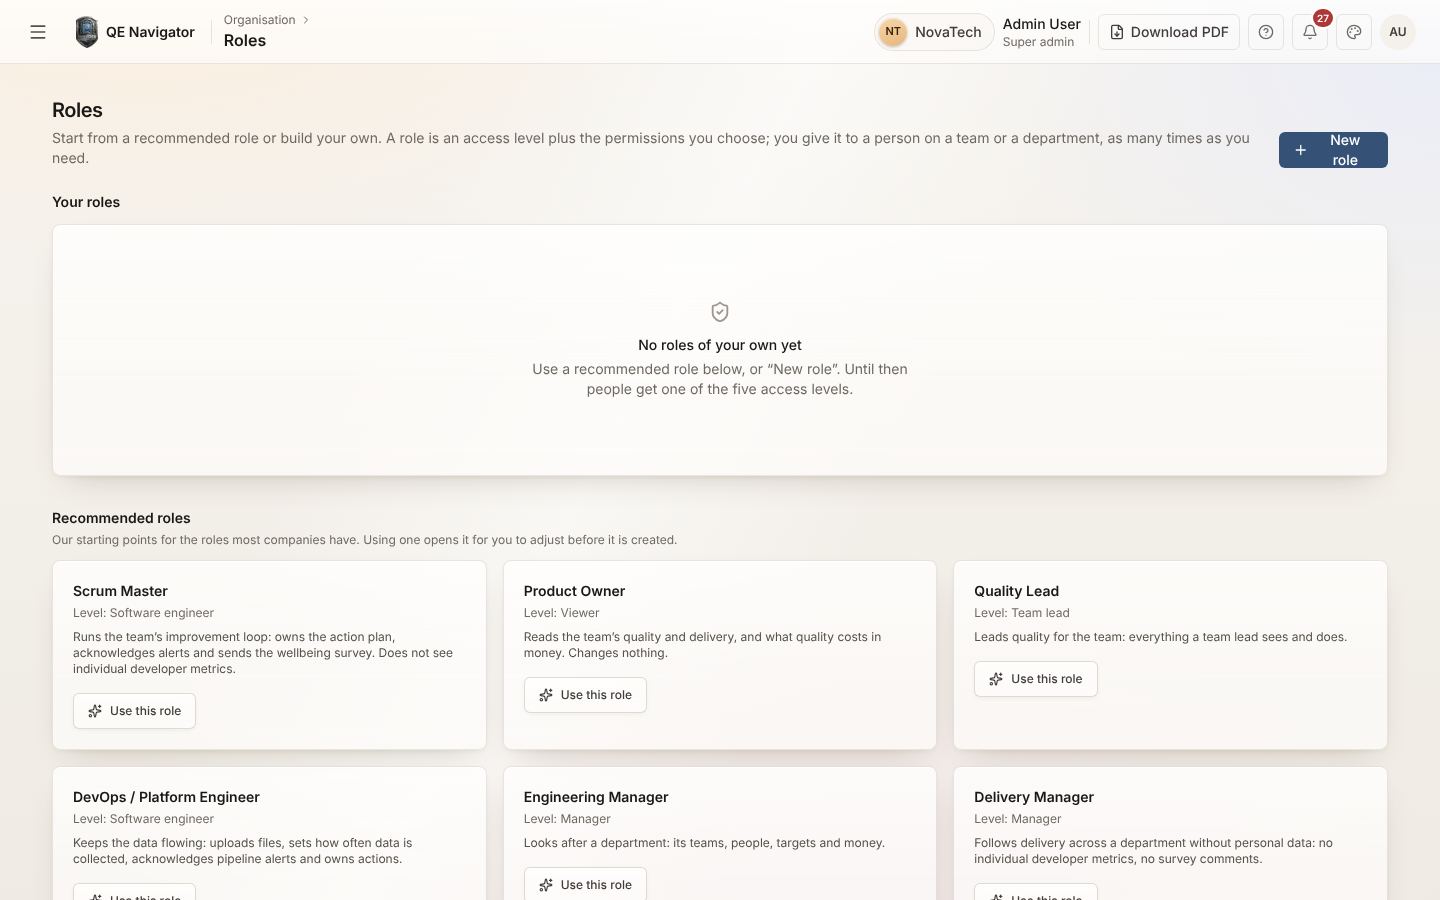 QE Navigator
Organisation
Roles
NT
NovaTech
Admin User
Super admin
Download PDF
27
AU
Roles
Start from a recommended role or build your own. A role is an access level plus the permissions you choose; you give it to a person on a team or a department, as many times as you
need.
New
role
Your roles
No roles of your own yet
Use a recommended role below, or “New role”. Until then
people get one of the five access levels.
Recommended roles
Our starting points for the roles most companies have. Using one opens it for you to adjust before it is created.
Scrum Master
Level: Software engineer
Runs the team’s improvement loop: owns the action plan,
acknowledges alerts and sends the wellbeing survey. Does not see
individual developer metrics.
Use this role
Product Owner
Level: Viewer
Reads the team’s quality and delivery, and what quality costs in
money. Changes nothing.
Use this role
Quality Lead
Level: Team lead
Leads quality for the team: everything a team lead sees and does.
Use this role
DevOps / Platform Engineer
Level: Software engineer
Keeps the data flowing: uploads files, sets how often data is
collected, acknowledges pipeline alerts and owns actions.
Use this role
Engineering Manager
Level: Manager
Looks after a department: its teams, people, targets and money.
Use this role
Delivery Manager
Level: Manager
Follows delivery across a department without personal data: no
individual developer metrics, no survey comments.
Use this role